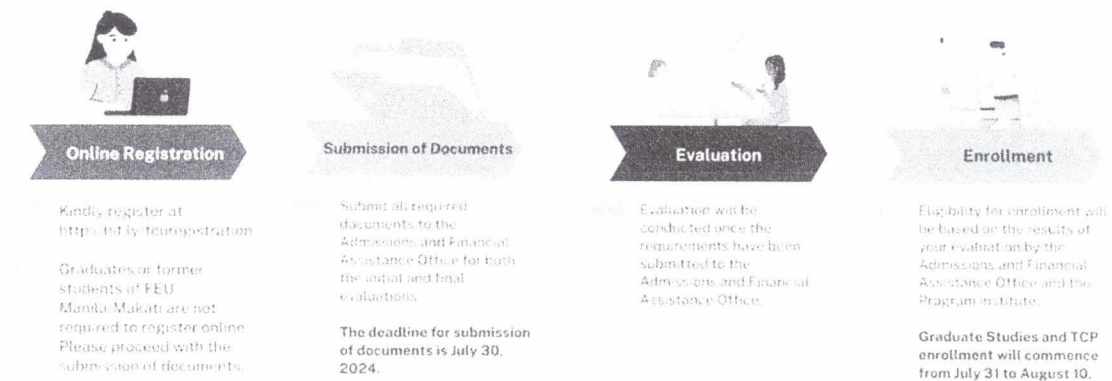 Online Registration
Kindly register at
https:bit.ly/feuregistration
Graduates or former
students of FEU
Manila/Makati are not
required to register online
Please proceed with the
submission of documents.
Submission of Documents
Submit all required
documents to the
Admissions and Financial
Assistance Office for both
the initial and final
evaluations
The deadline for submission
of documents is July 30,
2024.
Evaluation
Evaluation will be
conducted once the
requirements have been
submitted to the
Admissions and Financial
Assistance Office.
Enrollment
Eligibility for enrollment will
be based on the results of
your evaluation by the
Admissions and Financial
Assistance Office and the
Program institute.
Graduate Studies and TCP
enrollment will commence
from July 31 to August 10.